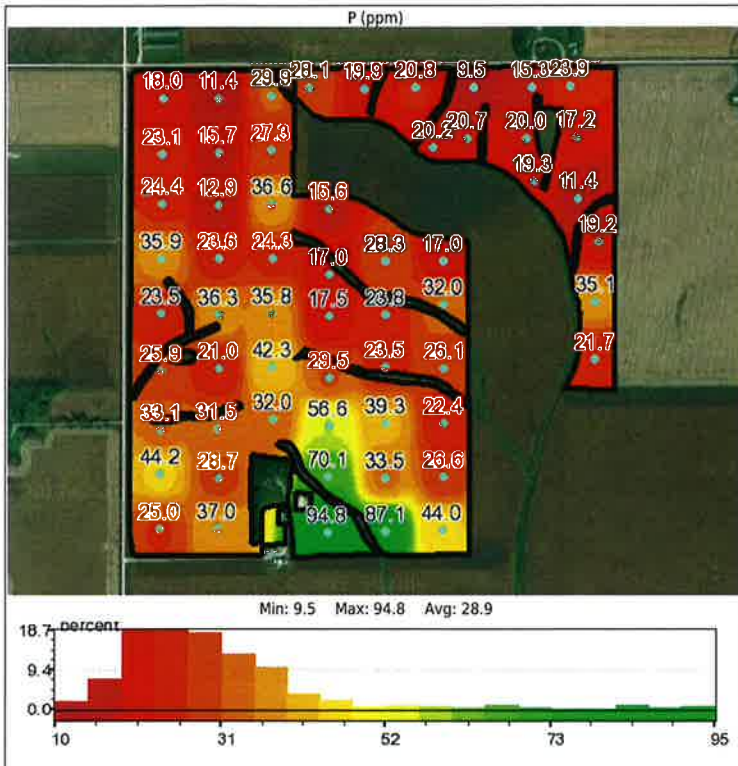 P (ppm)
18.0 11.4 29.9 28.1 19.9 20.8 9.5 15.8 23.9
23.1 15.7 27.3 20.2 20.7 20.0 17.2
24.4 12.9 36.6 15.6 19.3 11.4
35.9 23.6 24.3 17.0 28.3 17.0 19.2
23.5 36.3 35.8 17.5 23.8 32.0 35.1
25.9 21.0 42.3 29.5 23.5 26.1 21.7
33.1 31.5 32.0 56.6 39.3 22.4
44.2 28.7 70.1 33.5 26.6
25.0 37.0 94.8 87.1 44.0
Min: 9.5 Max: 94.8 Avg: 28.9
percent
18.7
9.4
0.0
10 31 52 73 95